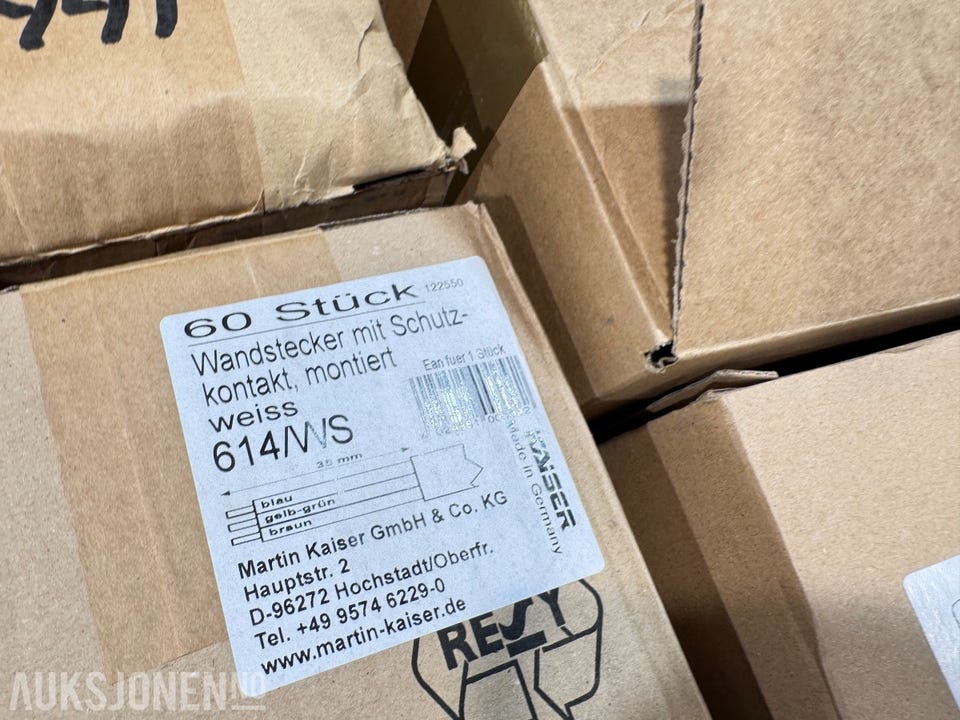 60 Stück 122550
Wandstecker mit Schutz-
kontakt, montiert
weiss
614/WS
Ean fuer 1 Stück
35 mm
blau
gelb-grün
braun
KAISER
Made in Germany
Martin Kaiser GmbH & Co. KG
Hauptstr. 2
D-96272 Hochstadt/Oberfr.
Tel. +49 9574 6229-0
www.martin-kaiser.de
RESY
AUKSJONEN.NO